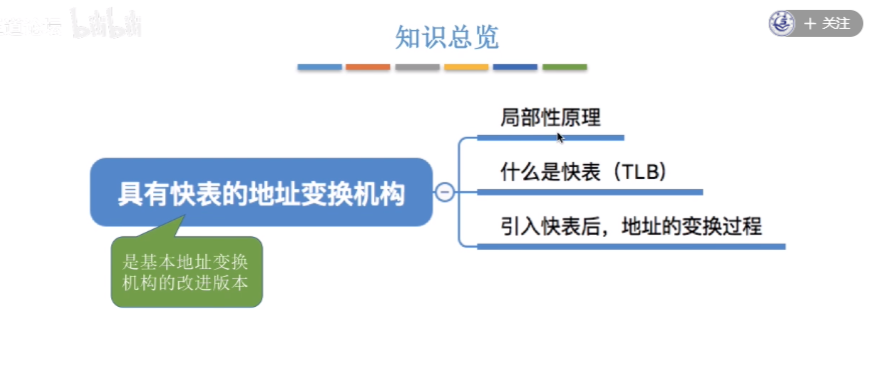 bilibili
知识总览
+ 关注
局部性原理
具有快表的地址变换机构
什么是快表（TLB）
引入快表后，地址的变换过程
是基本地址变换
机构的改进版本